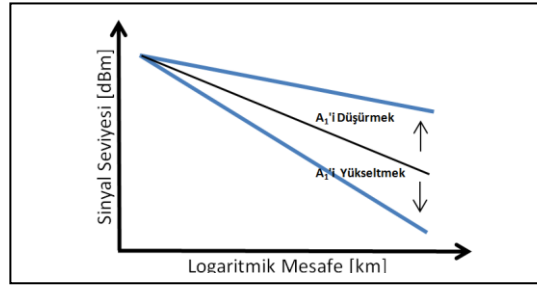 Sinyal Seviyesi [dBm]
A₁'i Düşürmek
A₁'i Yükseltmek
Logaritmik Mesafe [km]